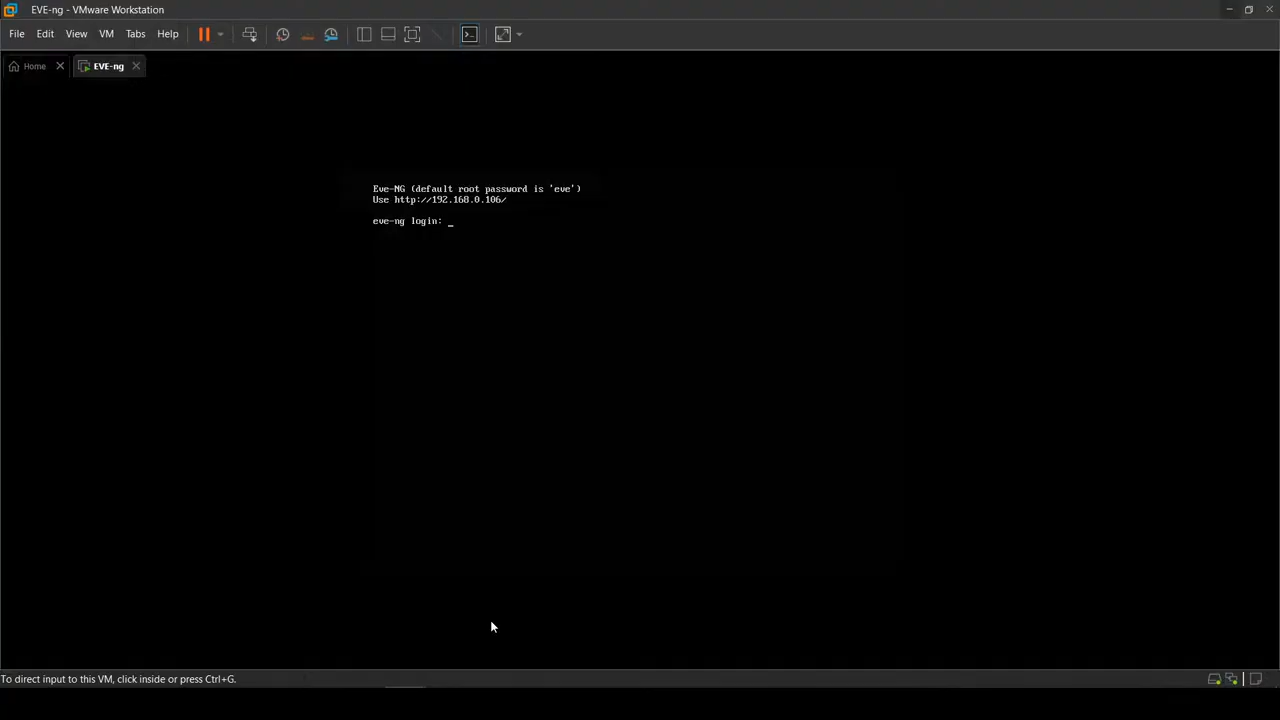 EVE-ng - VMware Workstation
File Edit View VM Tabs Help
Home EVE-ng
Eve-NG (default root password is 'eve')
Use http://192.168.0.106/
eve-ng login: _
To direct input to this VM, click inside or press Ctrl+G.